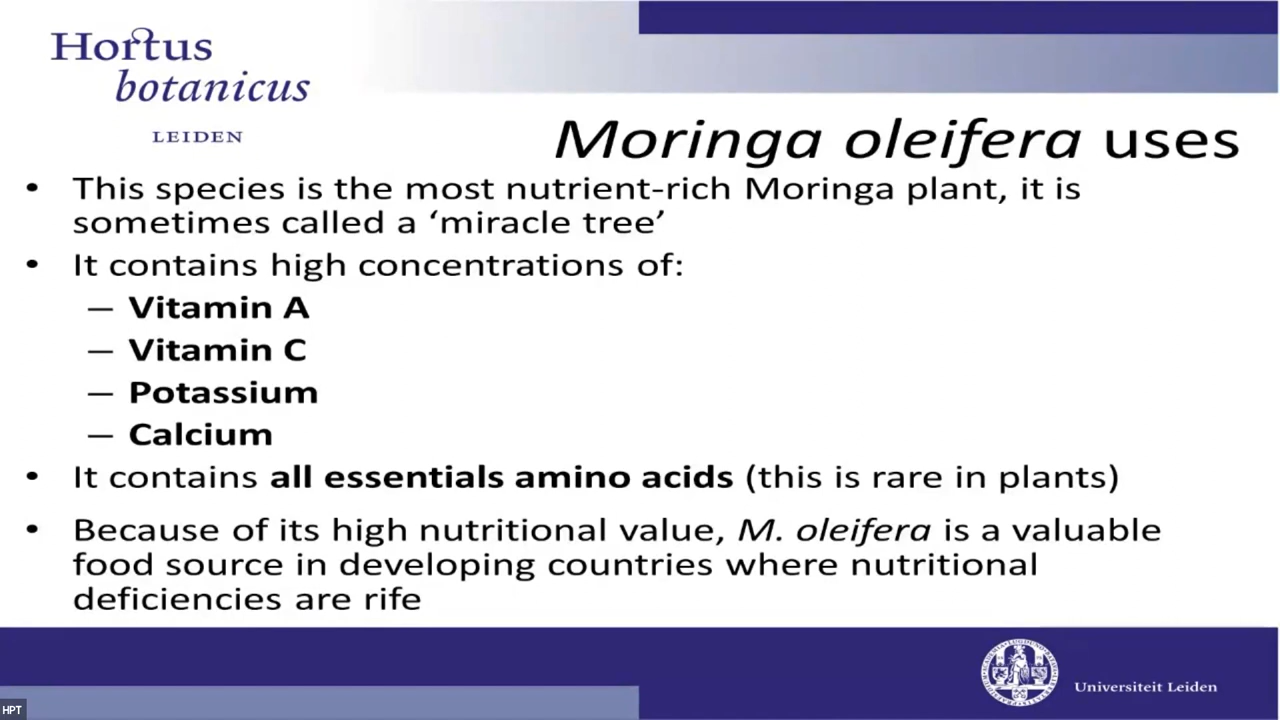 Hortus
botanicus
LEIDEN
Moringa oleifera uses
• This species is the most nutrient-rich Moringa plant, it is
sometimes called a ‘miracle tree’
• It contains high concentrations of:
– Vitamin A
– Vitamin C
– Potassium
– Calcium
• It contains all essentials amino acids (this is rare in plants)
• Because of its high nutritional value, M. oleifera is a valuable
food source in developing countries where nutritional
deficiencies are rife
Universiteit Leiden
HPT